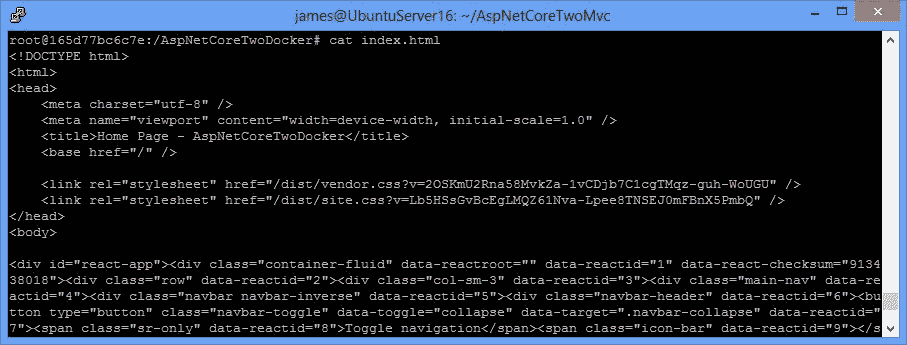 james@UbuntuServer16: ~/AspNetCoreTwoMvc
root@165d77bc6c7e:/AspNetCoreTwoDocker# cat index.html
<!DOCTYPE html>
<html>
<head>
    <meta charset="utf-8" />
    <meta name="viewport" content="width=device-width, initial-scale=1.0" />
    <title>Home Page - AspNetCoreTwoDocker</title>
    <base href="/" />
    <link rel="stylesheet" href="/dist/vendor.css?v=2OSKmU2Rna58MvkZa-1vCDjb7C1cgTMqz-guh-WoUGU" />
    <link rel="stylesheet" href="/dist/site.css?v=Lb5HSsGvBcEgLMQZ61Nva-Lpee8TNSEJ0mFBnX5PmbQ" />
</head>
<body>
<div id="react-app"><div class="container-fluid" data-reactroot="" data-reactid="1" data-react-checksum="9134
38018"><div class="row" data-reactid="2"><div class="col-sm-3" data-reactid="3"><div class="main-nav" data-re
actid="4"><div class="navbar navbar-inverse" data-reactid="5"><div class="navbar-header" data-reactid="6"><bu
tton type="button" class="navbar-toggle" data-toggle="collapse" data-target=".navbar-collapse" data-reactid="
7"><span class="sr-only" data-reactid="8">Toggle navigation</span><span class="icon-bar" data-reactid="9"></s